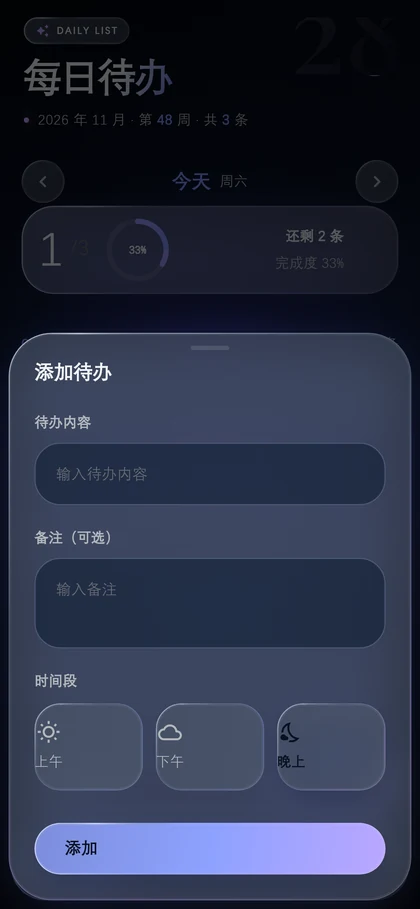 DAILY LIST
28
每日待办
2026 年 11 月 · 第 48 周 · 共 3 条
今天 周六
1 /3
33%
还剩 2 条
完成度 33%
添加待办
待办内容
输入待办内容
备注（可选）
输入备注
时间段
上午
下午
晚上
添加